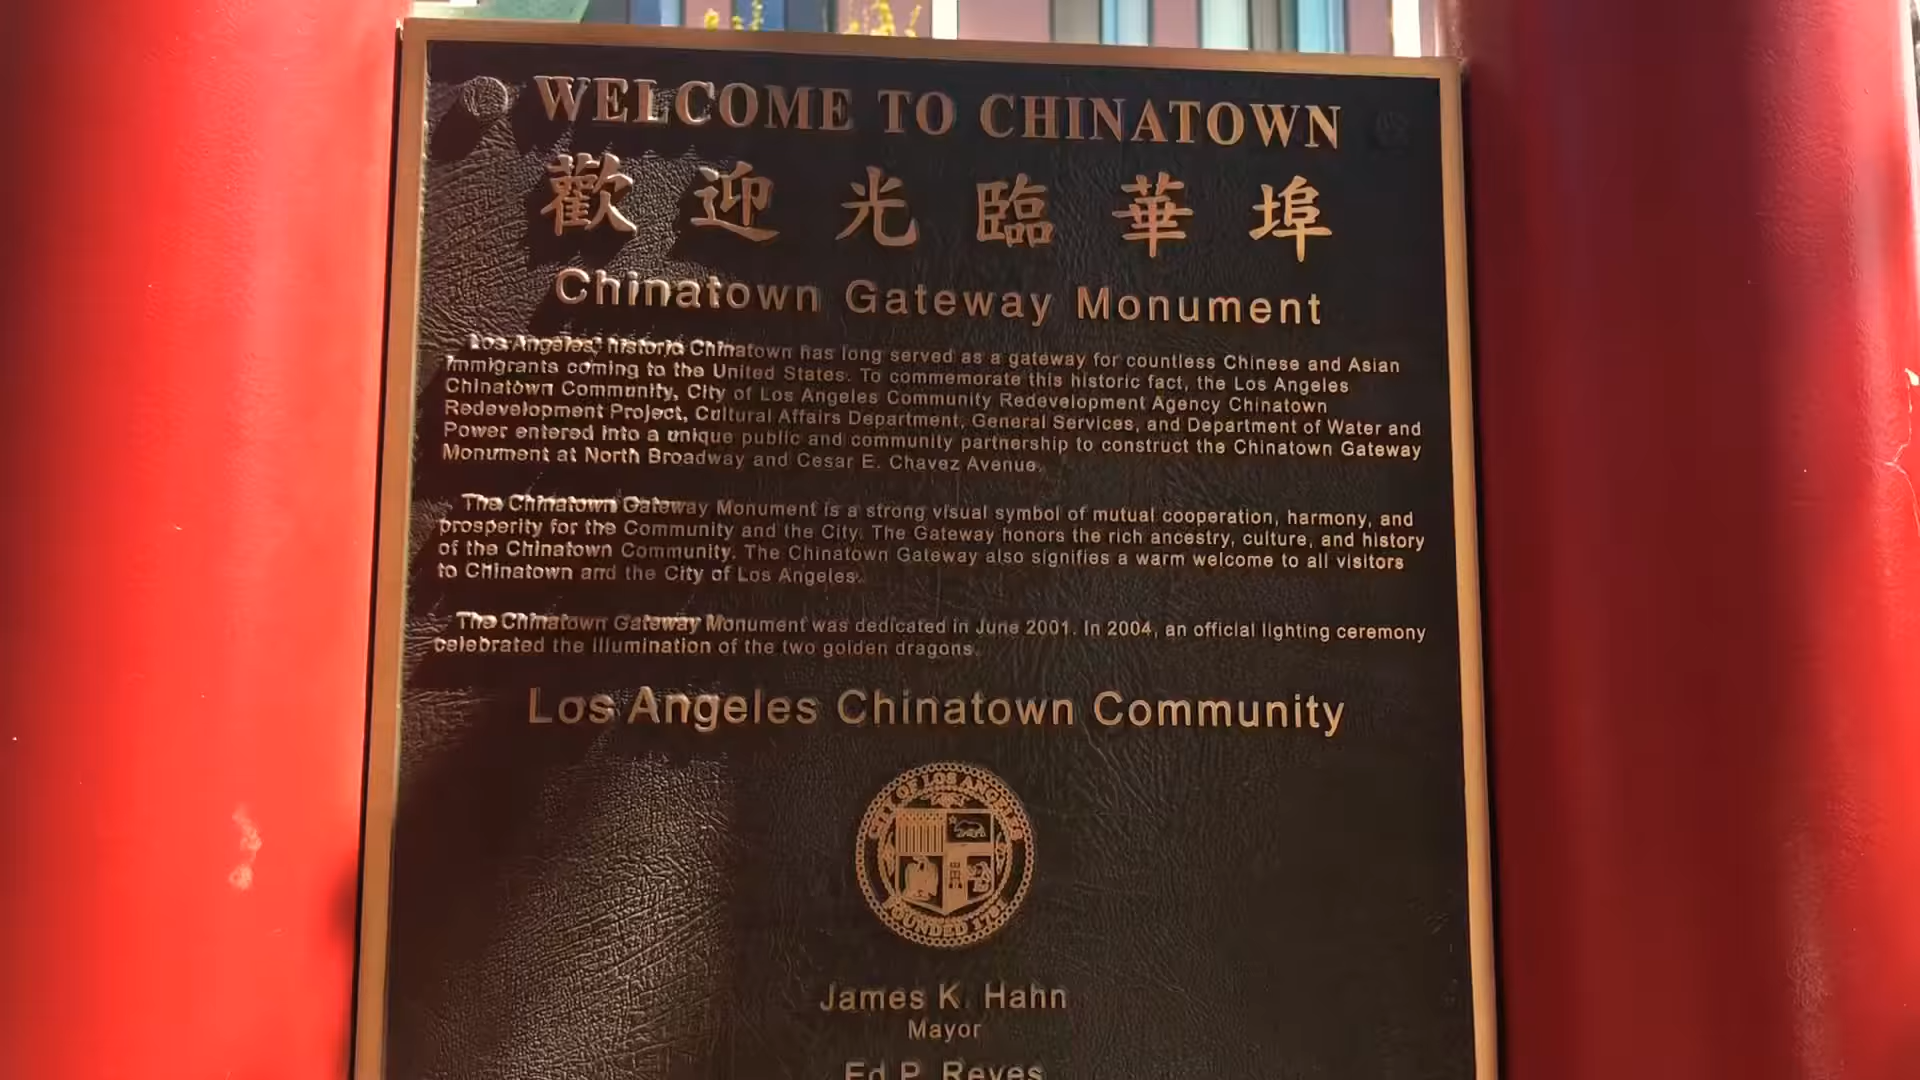 WELCOME TO CHINATOWN
歡迎光臨華埠
Chinatown Gateway Monument
Los Angeles' historic Chinatown has long served as a gateway for countless Chinese and Asian
Immigrants coming to the United States. To commemorate this historic fact, the Los Angeles
Chinatown Community, City of Los Angeles Community Redevelopment Agency Chinatown
Redevelopment Project, Cultural Affairs Department, General Services, and Department of Water and
Power entered into a unique public and community partnership to construct the Chinatown Gateway
Monument at North Broadway and Cesar E. Chavez Avenue.
The Chinatown Gateway Monument is a strong visual symbol of mutual cooperation, harmony, and
prosperity for the Community and the City. The Gateway honors the rich ancestry, culture, and history
of the Chinatown Community. The Chinatown Gateway also signifies a warm welcome to all visitors
to Chinatown and the City of Los Angeles.
The Chinatown Gateway Monument was dedicated in June 2001. In 2004, an official lighting ceremony
celebrated the illumination of the two golden dragons.
Los Angeles Chinatown Community
CITY OF LOS ANGELES
FOUNDED 1781
James K. Hahn
Mayor
Ed P. Reyes